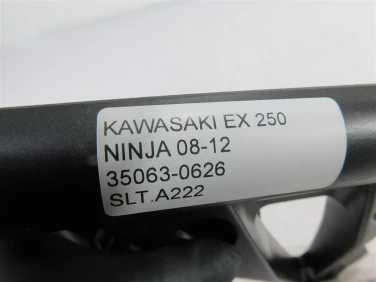 KAWASAKI EX 250
NINJA 08-12
35063-0626
SLT.A222